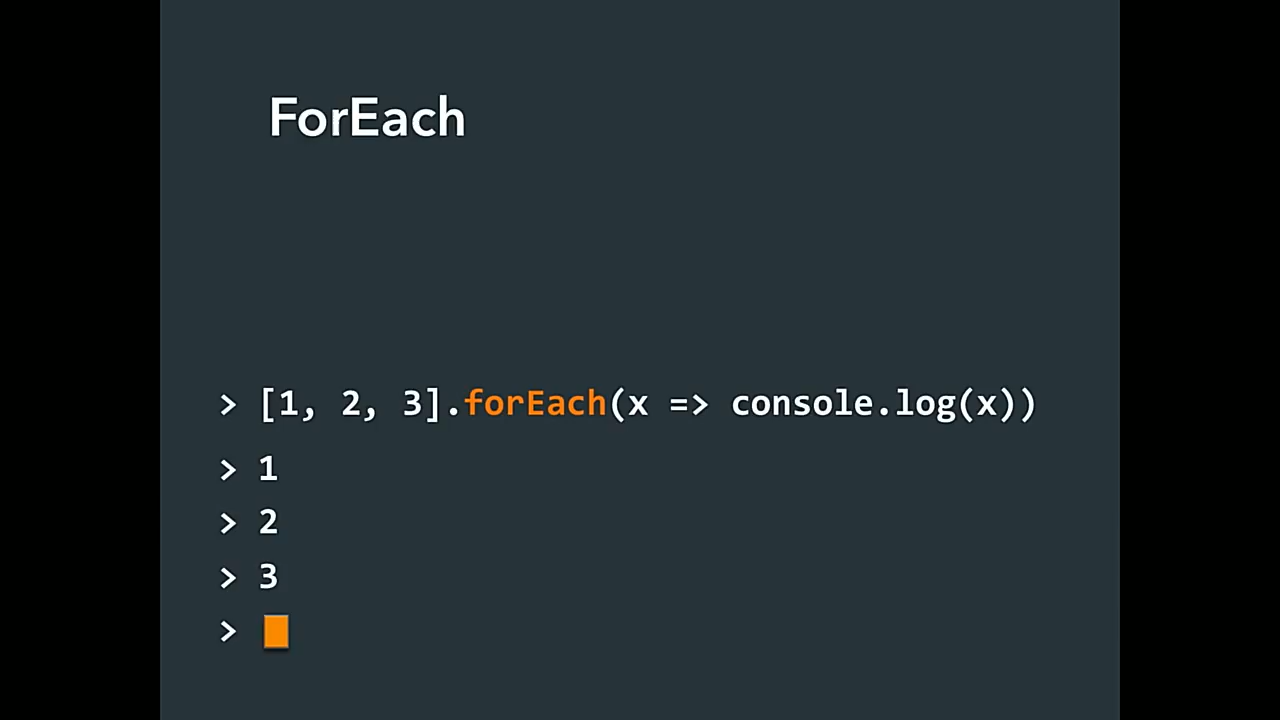 ForEach
> [1, 2, 3].forEach(x => console.log(x))
> 1
> 2
> 3
>